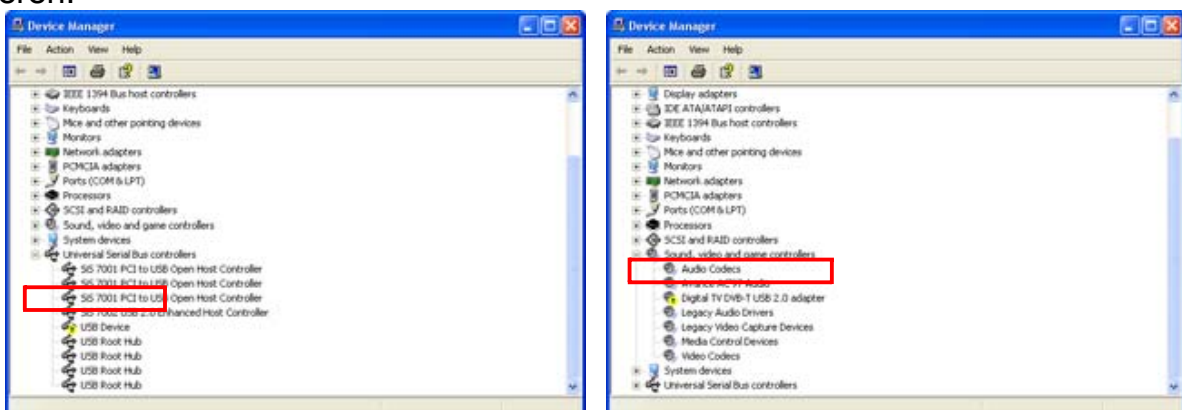 Device Manager
File Action View Help
IEEE 1394 Bus host controllers
Keyboards
Mice and other pointing devices
Monitors
Network adapters
PCMCIA adapters
Ports (COM & LPT)
Processors
SCSI and RAID controllers
Sound, video and game controllers
System devices
Universal Serial Bus controllers
SiS 7001 PCI to USB Open Host Controller
SiS 7001 PCI to USB Open Host Controller
SiS 7001 PCI to USB Open Host Controller
SiS 7002 USB 2.0 Enhanced Host Controller
USB Device
USB Root Hub
USB Root Hub
USB Root Hub
USB Root Hub
Device Manager
File Action View Help
Display adapters
IDE ATA/ATAPI controllers
IEEE 1394 Bus host controllers
Keyboards
Mice and other pointing devices
Monitors
Network adapters
PCMCIA adapters
Ports (COM & LPT)
Processors
SCSI and RAID controllers
Sound, video and game controllers
Audio Codecs
Avance AC'97 Audio
Digital TV DVB-T USB 2.0 adapter
Legacy Audio Drivers
Legacy Video Capture Devices
Media Control Devices
Video Codecs
System devices
Universal Serial Bus controllers